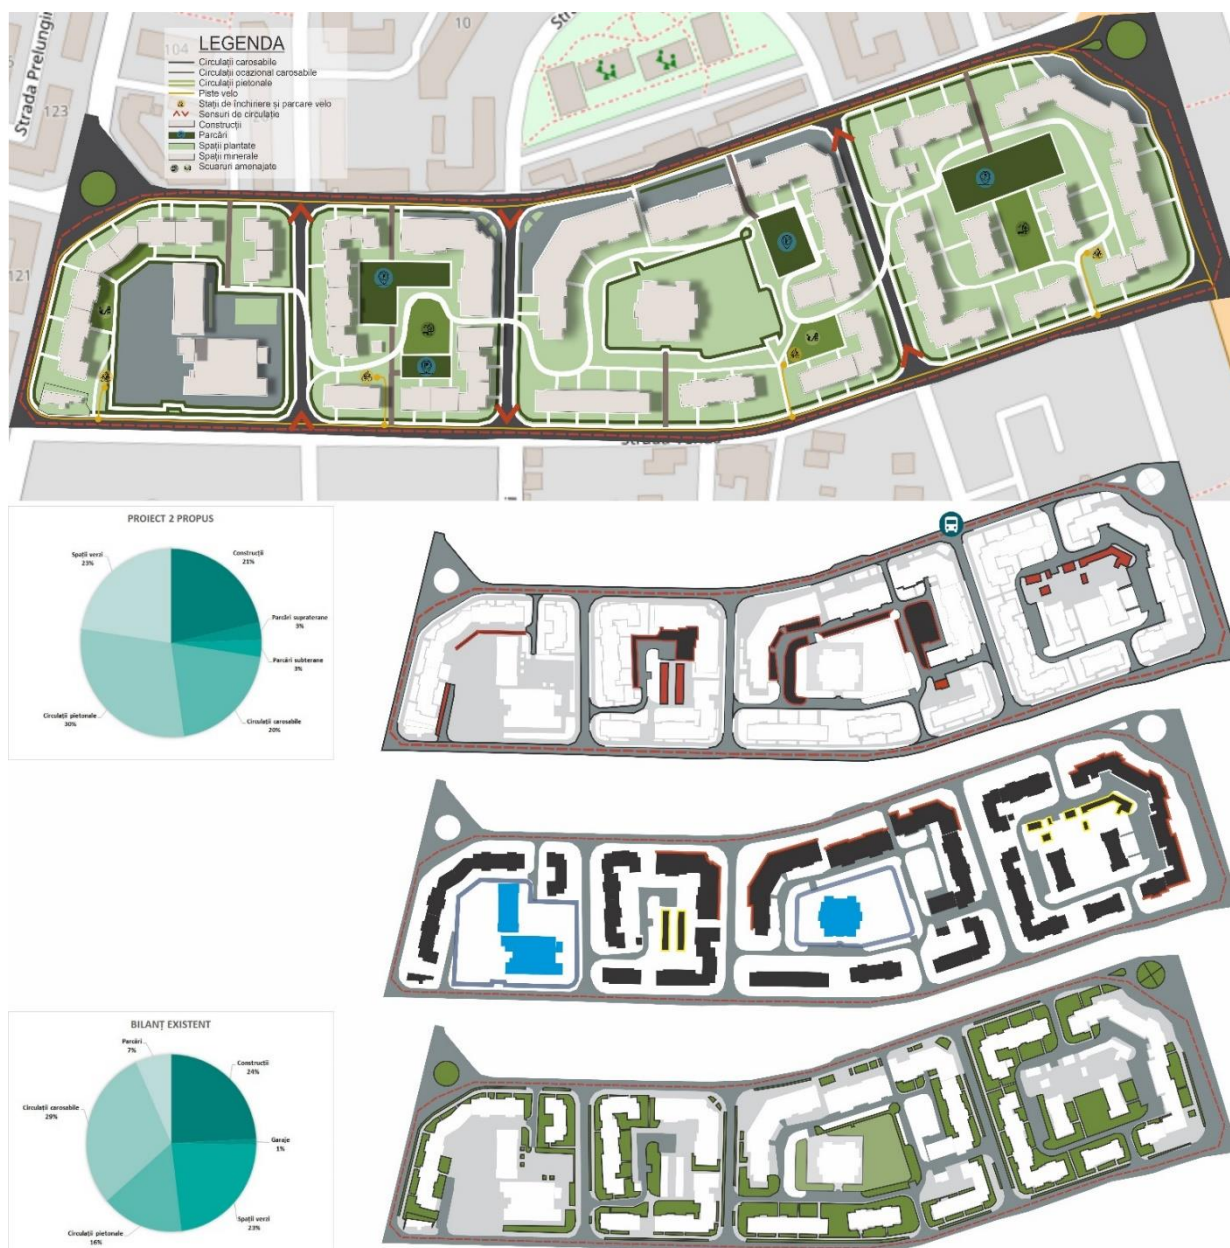 Strada Prelungir
104
10
Stra
123
121
LEGENDA
Circulații carosabile
Circulații ocazional carosabile
Circulații pietonale
Piste velo
Stații de închiriere și parcare velo
Sensuri de circulație
Construcții
Parcări
Spații plantate
Spații minerale
Scuaruri amenajate
Strada
PROIECT 2 PROPUS
Spații verzi
23%
Construcții
21%
Parcări supraterane
3%
Parcări subterane
3%
Circulații pietonale
30%
Circulații carosabile
20%
BILANȚ EXISTENT
Parcări
7%
Construcții
24%
Circulații carosabile
29%
Garaje
1%
Spații verzi
23%
Circulații pietonale
16%